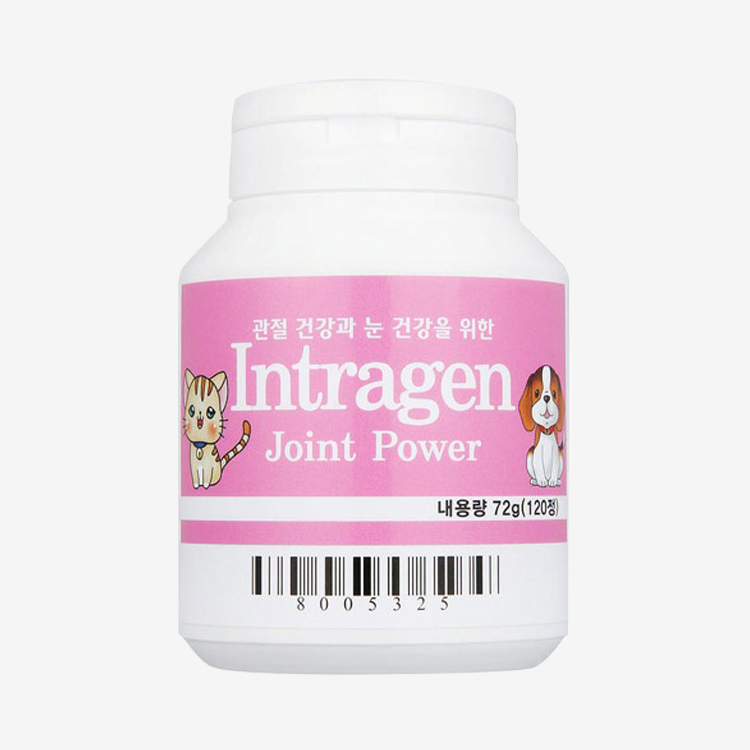 관절 건강과 눈 건강을 위한
Intragen
Joint Power
내용량 72g(120정)
8005325